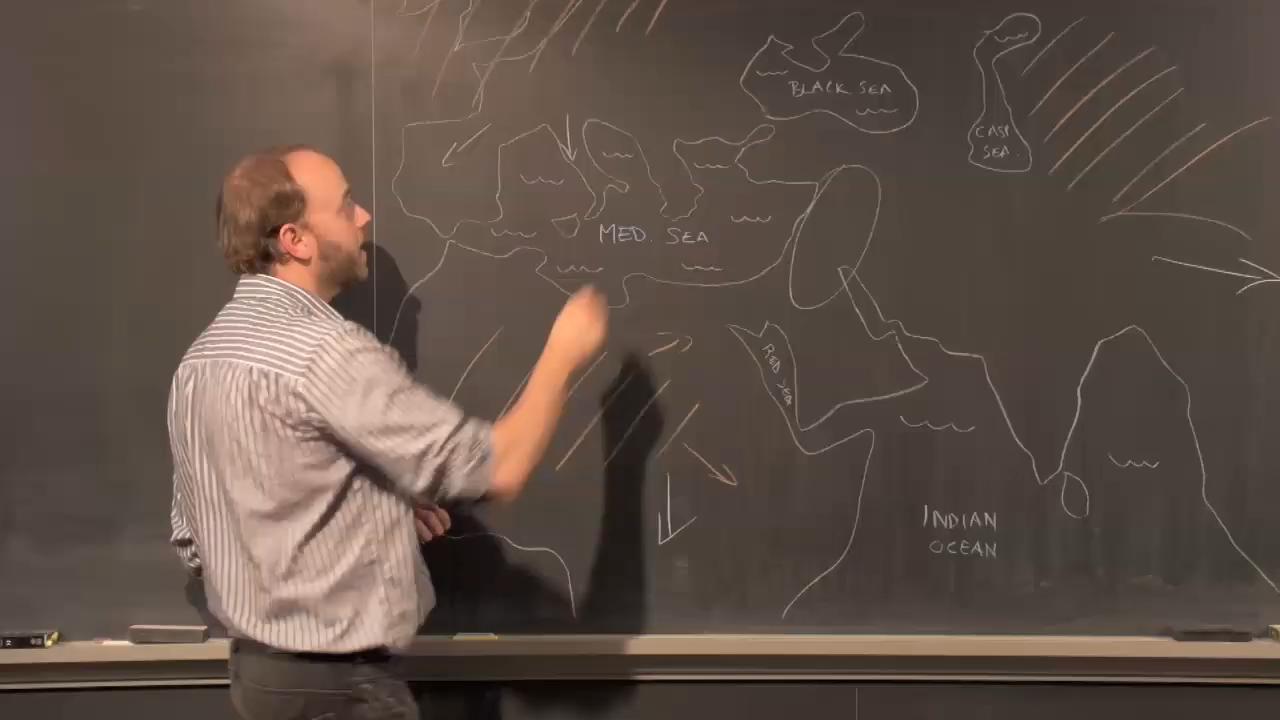 BLACK SEA
CASP
SEA.
MED. SEA
RED SEA
INDIAN
OCEAN